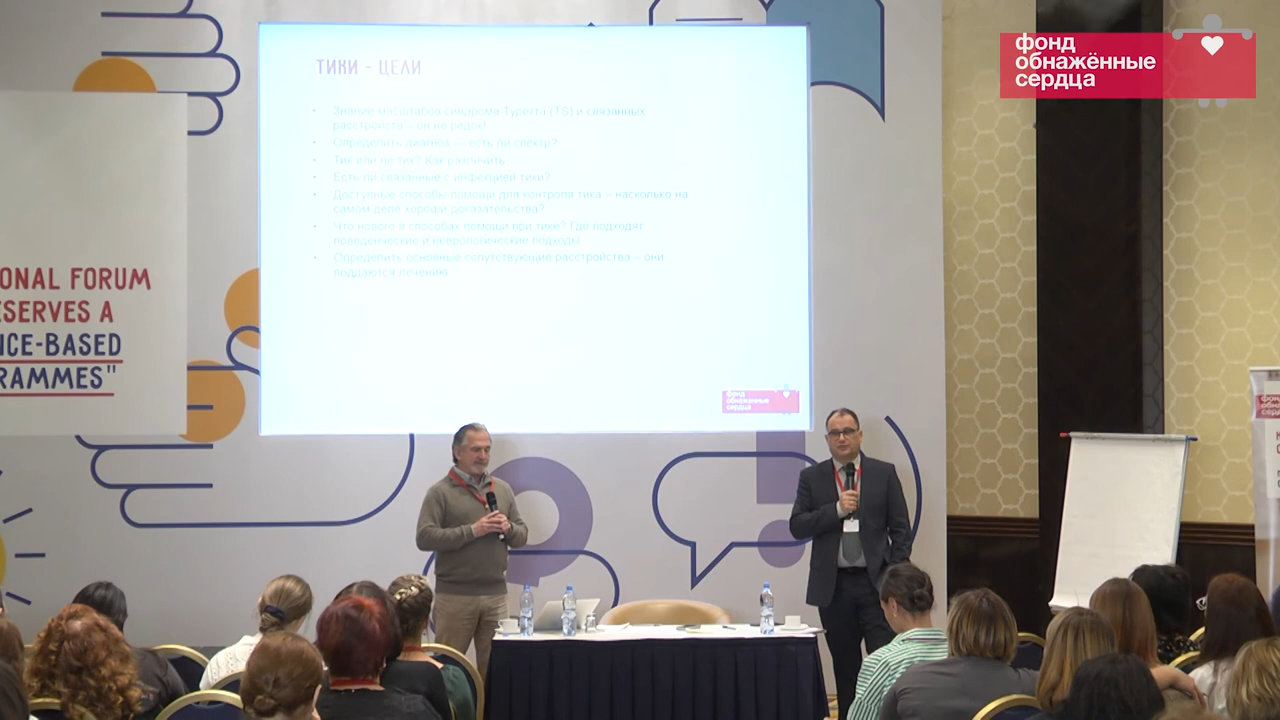 фонд
обнажённые
сердца
ТИКИ - ЦЕЛИ
• Знание масштабов синдрома Туретта (TS) и связанных
расстройств – он не редок!
• Определить диагноз — есть ли спектр?
• Тик или не тик? Как различить
• Есть ли связанные с инфекцией тики?
• Доступные способы помощи для контроля тика – насколько на
самом деле хороши доказательства?
• Что нового в способах помощи при тике? Где подходят
поведенческие и неврологические подходы
• Определить основные сопутствующие расстройства – они
поддаются лечению
фонд
обнажённые
сердца
ONAL FORUM
ESERVES A
NCE-BASED
RAMMES"